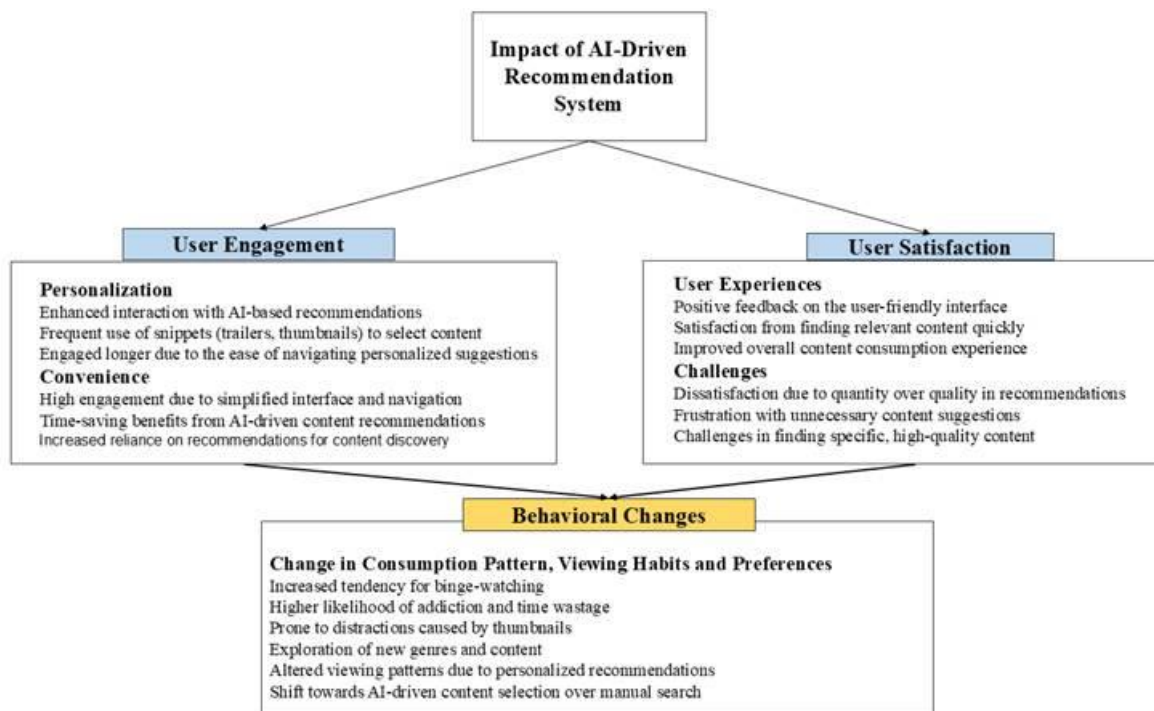 Impact of AI-Driven
Recommendation
System
User Engagement
Personalization
Enhanced interaction with AI-based recommendations
Frequent use of snippets (trailers, thumbnails) to select content
Engaged longer due to the ease of navigating personalized suggestions
Convenience
High engagement due to simplified interface and navigation
Time-saving benefits from AI-driven content recommendations
Increased reliance on recommendations for content discovery
User Satisfaction
User Experiences
Positive feedback on the user-friendly interface
Satisfaction from finding relevant content quickly
Improved overall content consumption experience
Challenges
Dissatisfaction due to quantity over quality in recommendations
Frustration with unnecessary content suggestions
Challenges in finding specific, high-quality content
Behavioral Changes
Change in Consumption Pattern, Viewing Habits and Preferences
Increased tendency for binge-watching
Higher likelihood of addiction and time wastage
Prone to distractions caused by thumbnails
Exploration of new genres and content
Altered viewing patterns due to personalized recommendations
Shift towards AI-driven content selection over manual search